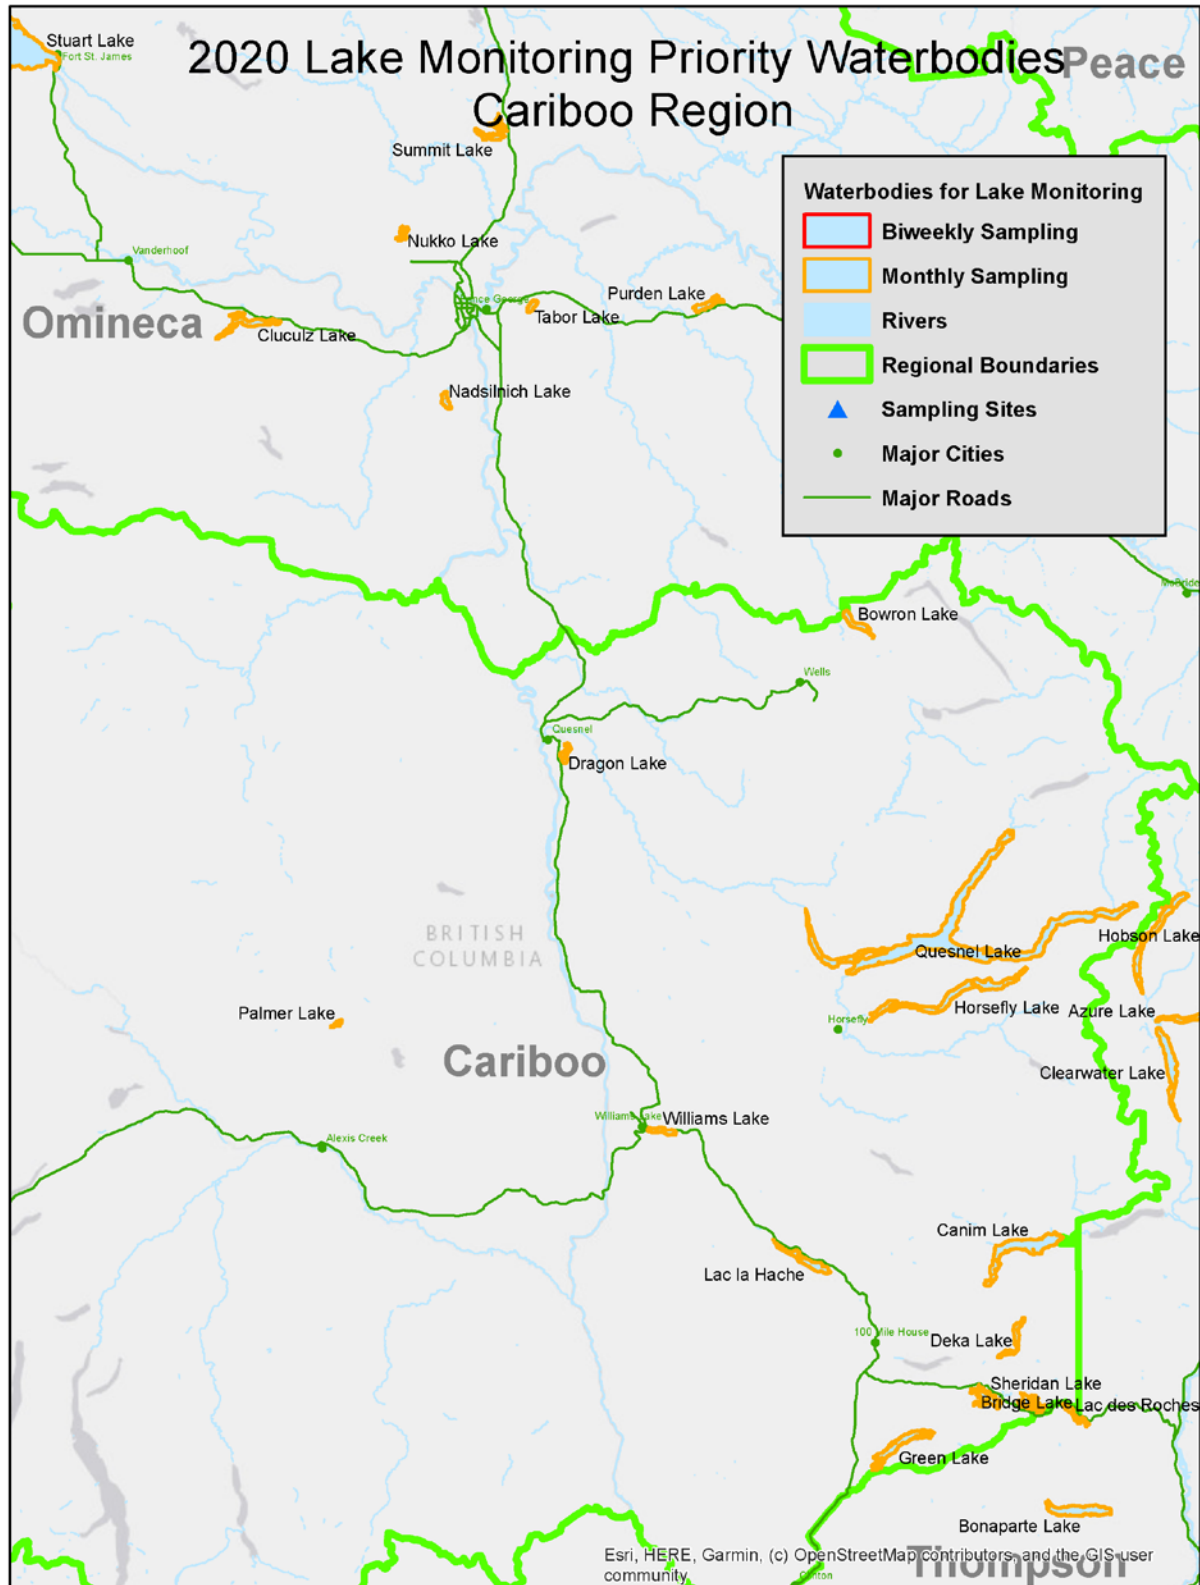 2020 Lake Monitoring Priority Waterbodies
Cariboo Region
Peace
Stuart Lake
Fort St. James
Summit Lake
Waterbodies for Lake Monitoring
Biweekly Sampling
Monthly Sampling
Rivers
Regional Boundaries
Sampling Sites
Major Cities
Major Roads
Nukko Lake
Vanderhoof
Purden Lake
Tabor Lake
Omineca
Cluculz Lake
Nadsilnich Lake
McBride
Bowron Lake
Wells
Quesnel
Dragon Lake
BRITISH
COLUMBIA
Quesnel Lake
Hobson Lake
Horsefly Lake
Azure Lake
Palmer Lake
Horsefly
Cariboo
Clearwater Lake
Williams Lake
Williams Lake
Alexis Creek
Canim Lake
Lac la Hache
100 Mile House
Deka Lake
Sheridan Lake
Bridge Lake
Lac des Roches
Green Lake
Bonaparte Lake
Esri, HERE, Garmin, (c) OpenStreetMap contributors, and the GIS user
community
Thompson
Clinton